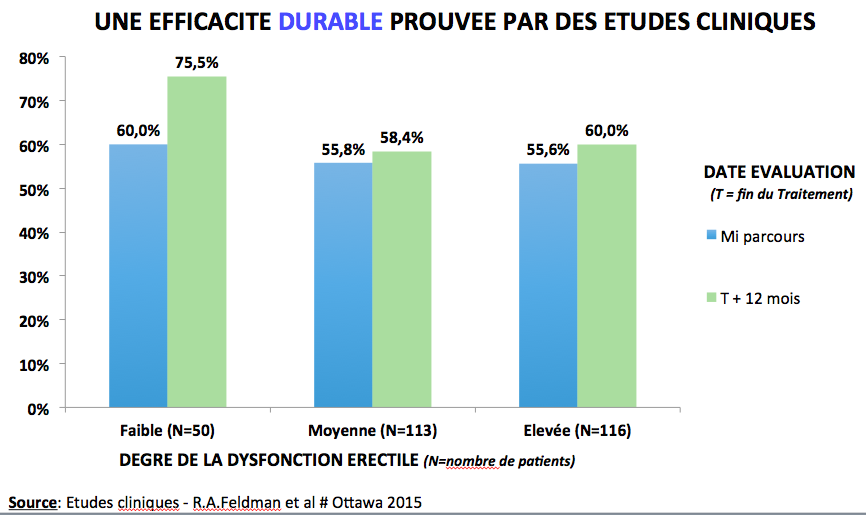 UNE EFFICACITE DURABLE PROUVEE PAR DES ETUDES CLINIQUES
80%
70%
60%
50%
40%
30%
20%
10%
0%
60,0%
75,5%
55,8%
58,4%
55,6%
60,0%
Faible (N=50)
Moyenne (N=113)
Elevée (N=116)
DEGRE DE LA DYSFONCTION ERECTILE (N=nombre de patients)
DATE EVALUATION
(T = fin du Traitement)
Mi parcours
T + 12 mois
Source: Etudes cliniques - R.A.Feldman et al # Ottawa 2015